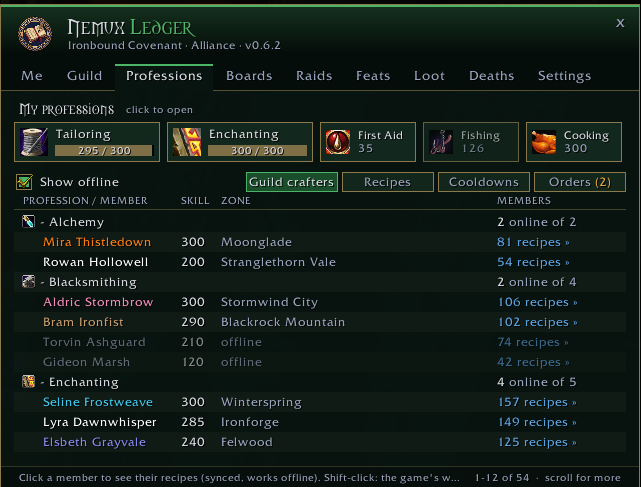 Nemux Ledger
x
Ironbound Covenant · Alliance · v0.6.2
Me Guild Professions Boards Raids Feats Loot Deaths Settings
My professions click to open
Tailoring Enchanting First Aid Fishing Cooking
295 / 300 300 / 300 35 126 300
Show offline Guild crafters Recipes Cooldowns Orders (2)
PROFESSION / MEMBER SKILL ZONE MEMBERS
- Alchemy 2 online of 2
Mira Thistledown 300 Moonglade 81 recipes »
Rowan Hollowell 200 Stranglethorn Vale 54 recipes »
- Blacksmithing 2 online of 4
Aldric Stormbrow 300 Stormwind City 106 recipes »
Bram Ironfist 290 Blackrock Mountain 102 recipes »
Torvin Ashguard 210 offline 74 recipes »
Gideon Marsh 120 offline 42 recipes »
- Enchanting 4 online of 5
Seline Frostweave 300 Winterspring 157 recipes »
Lyra Dawnwhisper 285 Ironforge 149 recipes »
Elsbeth Grayvale 240 Felwood 125 recipes »
Click a member to see their recipes (synced, works offline). Shift-click: the game's w... 1-12 of 54 · scroll for more